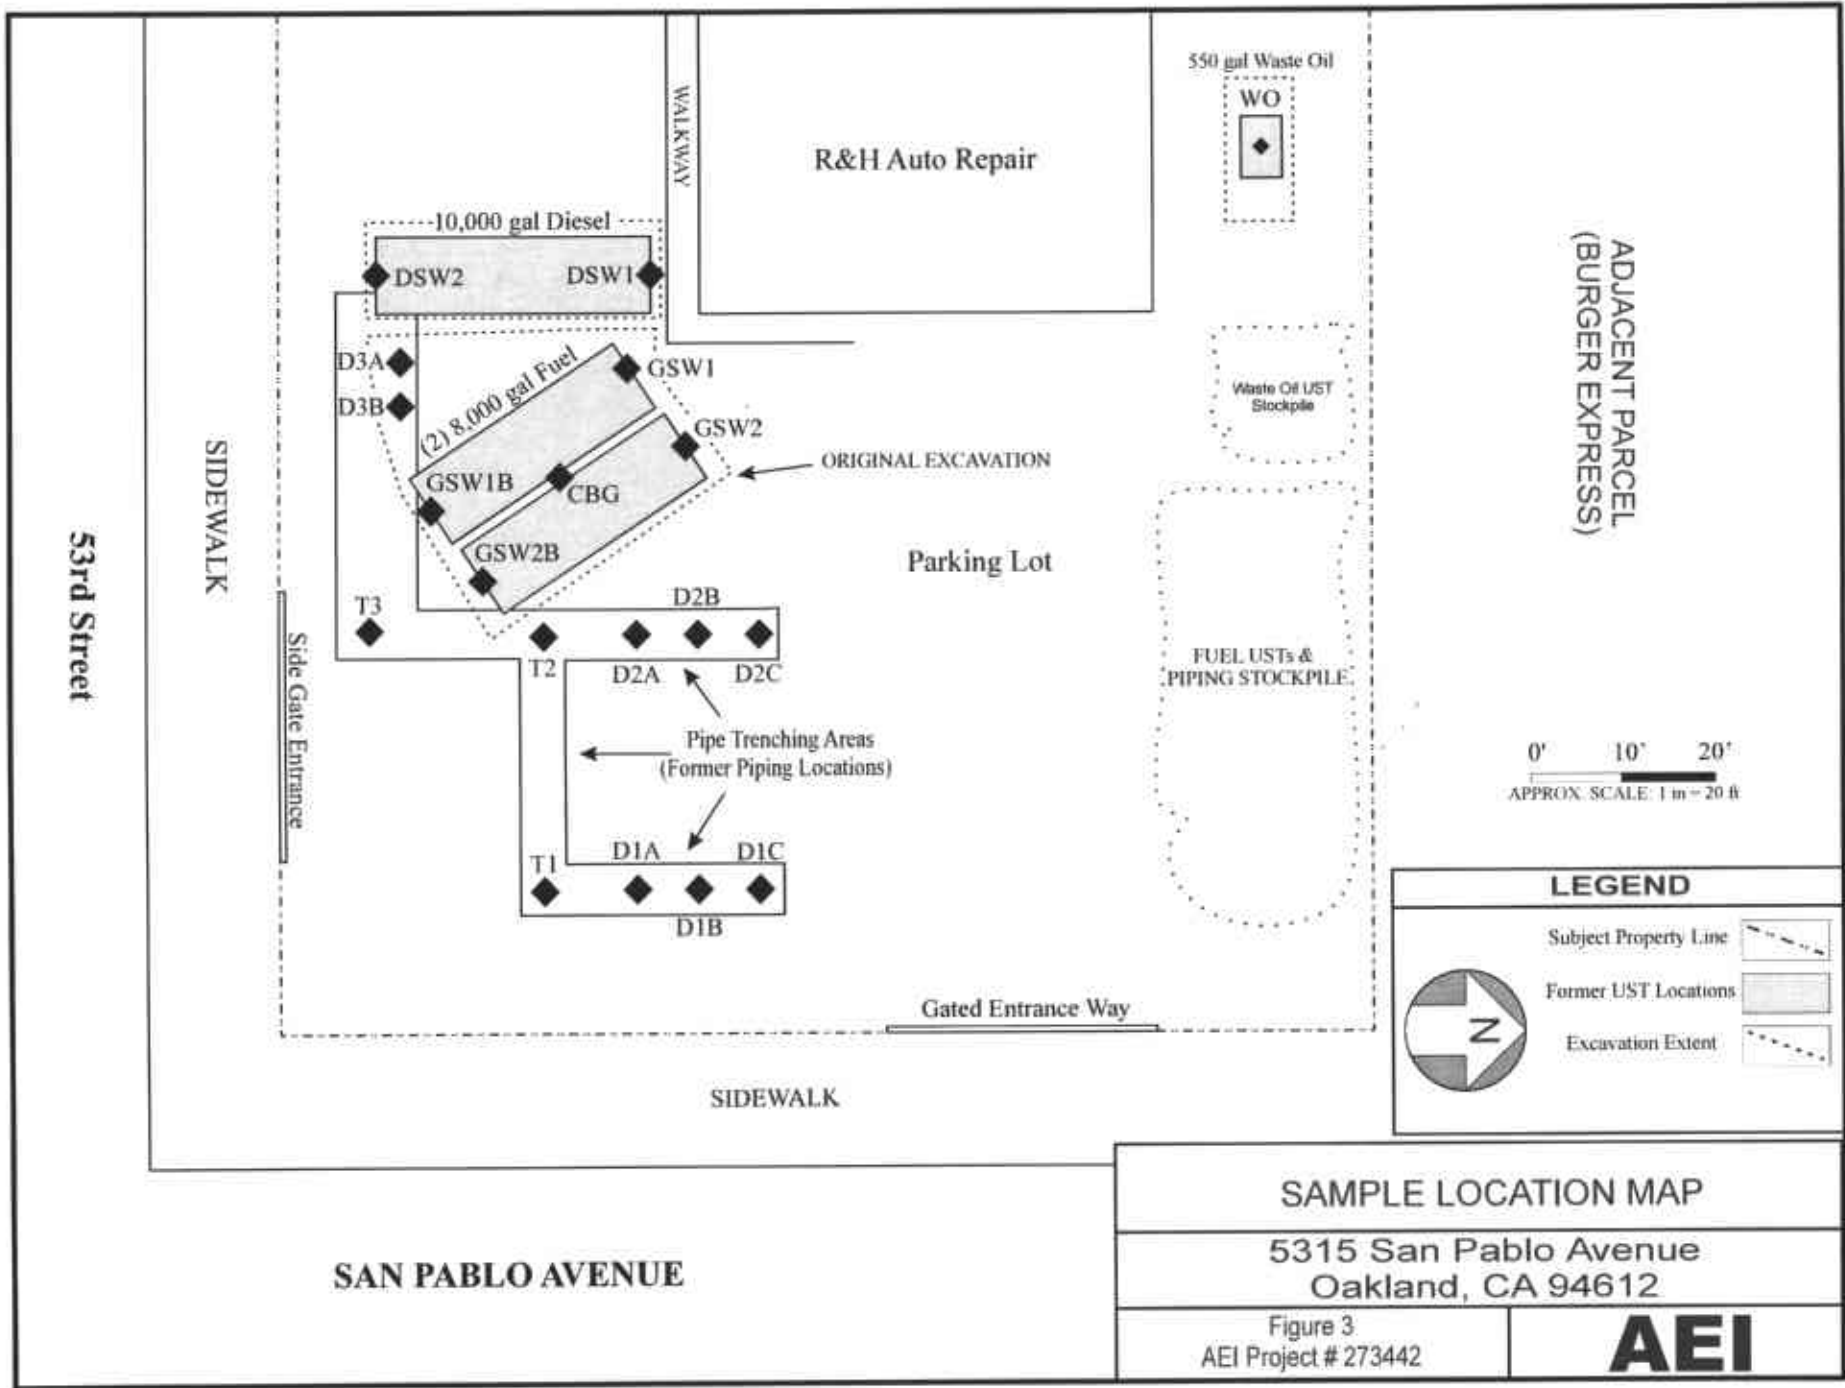 550 gal Waste Oil
WO
WALKWAY
R&H Auto Repair
10,000 gal Diesel
DSW2
DSW1
ADJACENT PARCEL
(BURGER EXPRESS)
D3A
D3B
(2) 8,000 gal Fuel
GSW1
GSW2
Waste Oil UST
Stockpile
ORIGINAL EXCAVATION
GSW1B
CBG
GSW2B
SIDEWALK
53rd Street
Parking Lot
T3
T2
D2A
D2B
D2C
FUEL USTs &
PIPING STOCKPILE
Side Gate Entrance
Pipe Trenching Areas
(Former Piping Locations)
0' 10' 20'
APPROX. SCALE: 1 in = 20 ft
T1
D1A
D1C
D1B
LEGEND
Subject Property Line
Former UST Locations
Excavation Extent
N
Gated Entrance Way
SIDEWALK
SAN PABLO AVENUE
SAMPLE LOCATION MAP
5315 San Pablo Avenue
Oakland, CA 94612
Figure 3
AEI Project # 273442
AEI